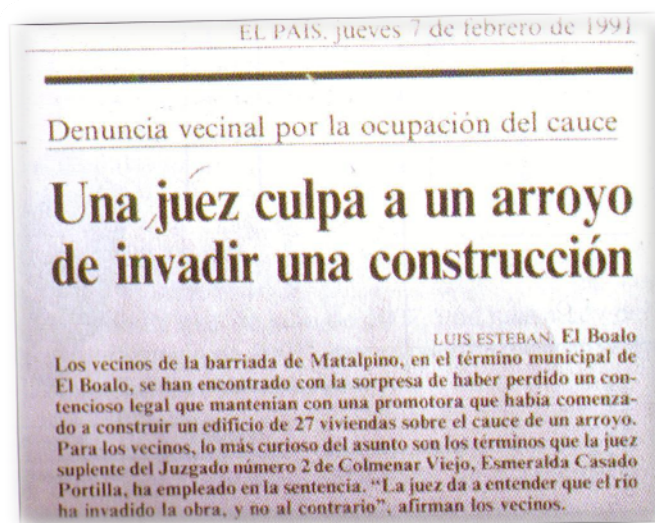 EL PAIS, jueves 7 de febrero de 1991
Denuncia vecinal por la ocupación del cauce
Una juez culpa a un arroyo
de invadir una construcción
LUIS ESTEBAN, El Boalo
Los vecinos de la barriada de Matalpino, en el término municipal de
El Boalo, se han encontrado con la sorpresa de haber perdido un con-
tencioso legal que mantenían con una promotora que había comenza-
do a construir un edificio de 27 viviendas sobre el cauce de un arroyo.
Para los vecinos, lo más curioso del asunto son los términos que la juez
suplente del Juzgado número 2 de Colmenar Viejo, Esmeralda Casado
Portilla, ha empleado en la sentencia. “La juez da a entender que el río
ha invadido la obra, y no al contrario”, afirman los vecinos.